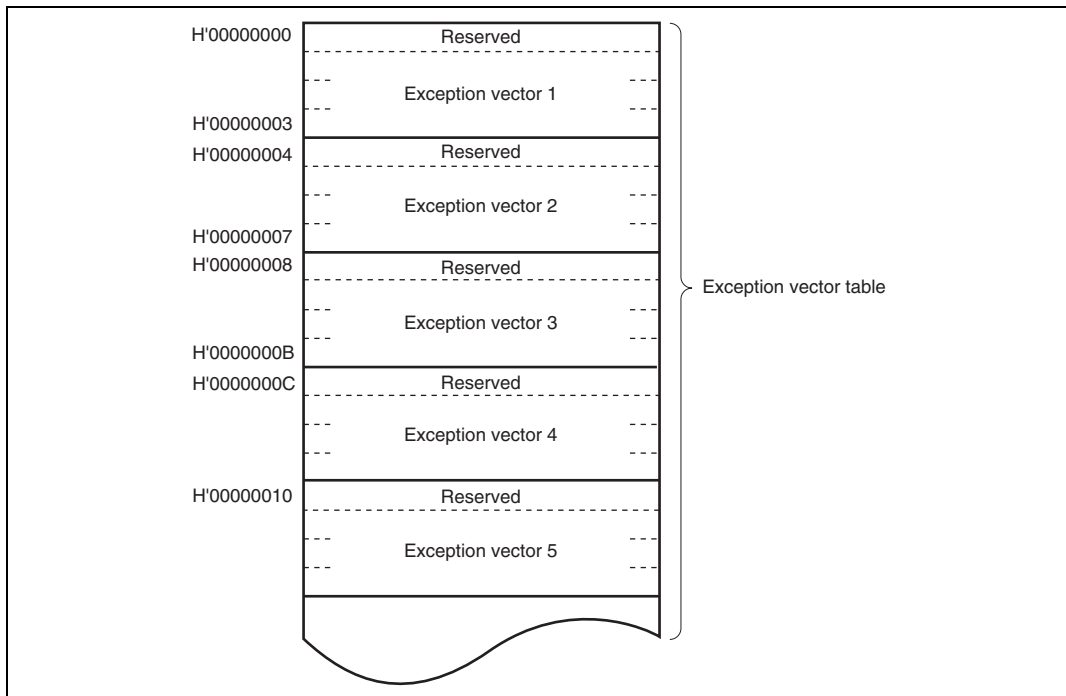 H'00000000
Reserved
Exception vector 1
H'00000003
H'00000004
Reserved
Exception vector 2
H'00000007
H'00000008
Reserved
Exception vector table
Exception vector 3
H'0000000B
H'0000000C
Reserved
Exception vector 4
H'00000010
Reserved
Exception vector 5